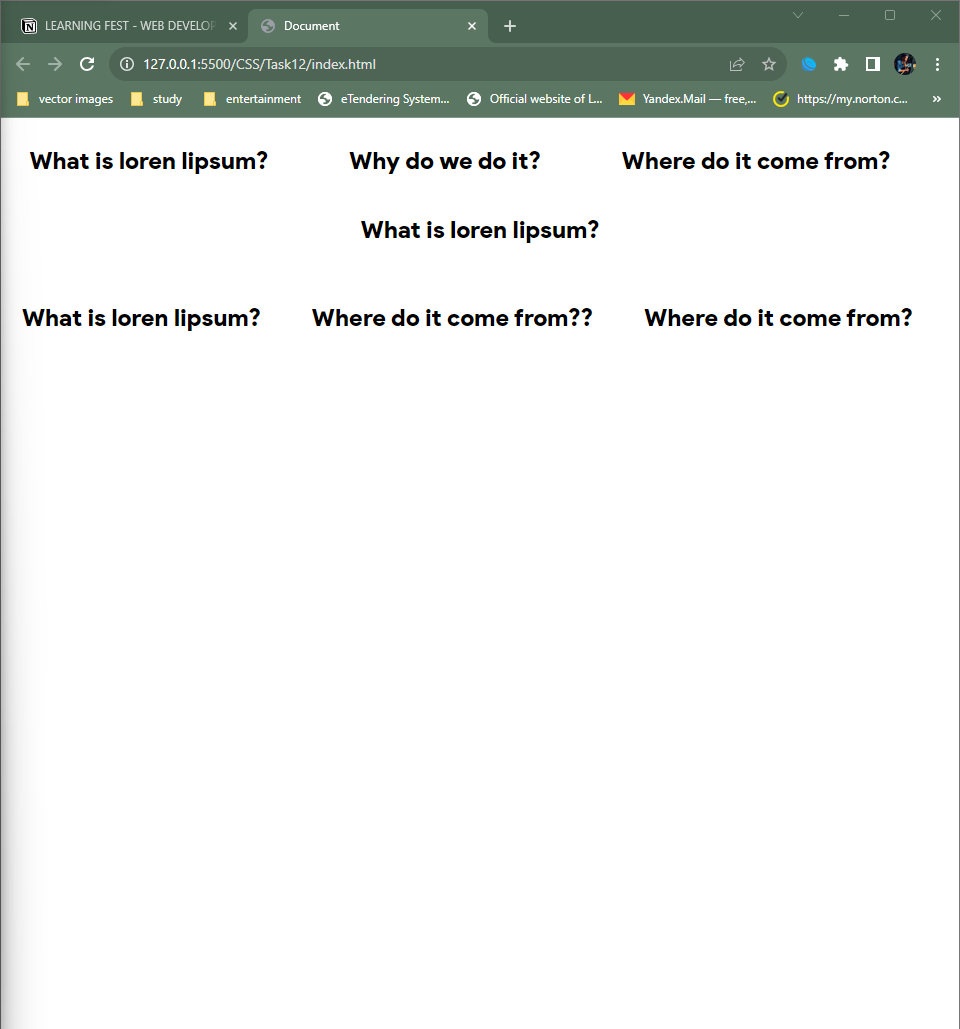 LEARNING FEST - WEB DEVELOP Document
127.0.0.1:5500/CSS/Task12/index.html
vector images study entertainment eTendering System... Official website of L... Yandex.Mail — free,... https://my.norton.c... »
What is loren lipsum? Why do we do it? Where do it come from?
What is loren lipsum?
What is loren lipsum? Where do it come from?? Where do it come from?